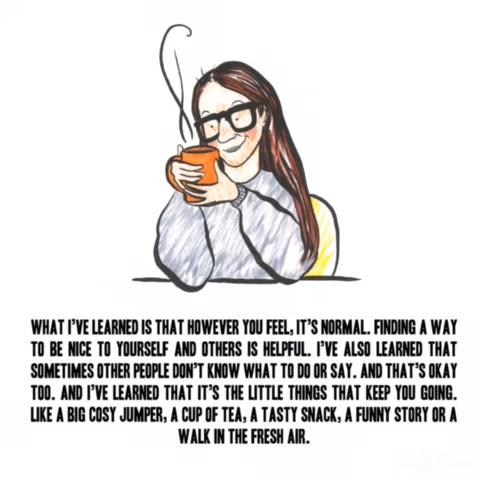 WHAT I'VE LEARNED IS THAT HOWEVER YOU FEEL, IT'S NORMAL. FINDING A WAY
TO BE NICE TO YOURSELF AND OTHERS IS HELPFUL. I'VE ALSO LEARNED THAT
SOMETIMES OTHER PEOPLE DON'T KNOW WHAT TO DO OR SAY. AND THAT'S OKAY
TOO. AND I'VE LEARNED THAT IT'S THE LITTLE THINGS THAT KEEP YOU GOING.
LIKE A BIG COSY JUMPER, A CUP OF TEA, A TASTY SNACK, A FUNNY STORY OR A
WALK IN THE FRESH AIR.